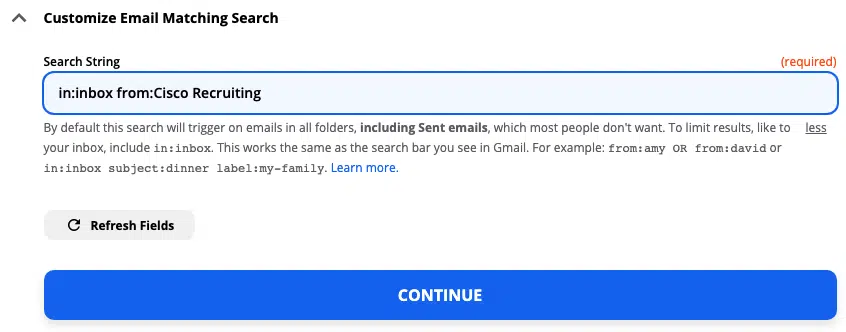 Customize Email Matching Search
Search String (required)
in:inbox from:Cisco Recruiting
By default this search will trigger on emails in all folders, including Sent emails, which most people don't want. To limit results, like to less
your inbox, include in:inbox. This works the same as the search bar you see in Gmail. For example: from:amy OR from:david or
in:inbox subject:dinner label:my-family. Learn more.
Refresh Fields
CONTINUE